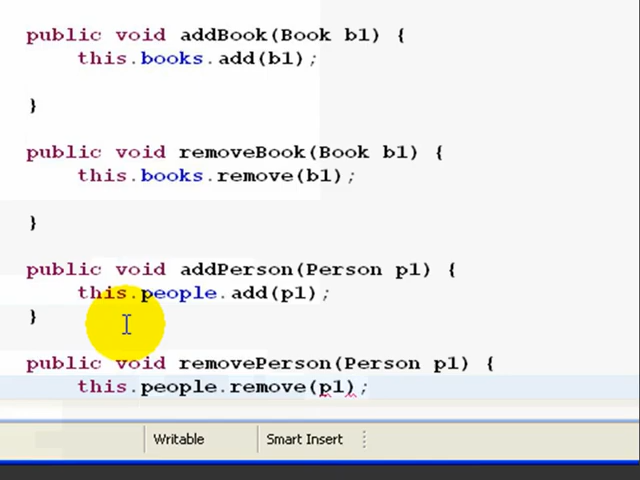 public void addBook(Book b1) {
this.books.add(b1);
}
public void removeBook(Book b1) {
this.books.remove(b1);
}
public void addPerson(Person p1) {
this.people.add(p1);
}
public void removePerson(Person p1) {
this.people.remove(p1);
Writable Smart Insert